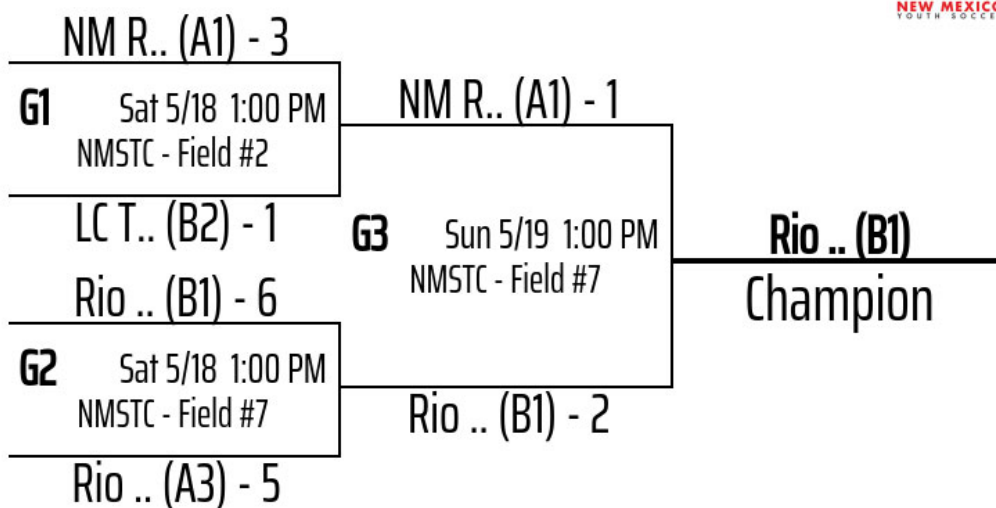 NEW MEXICO
YOUTH SOCCE
NM R.. (A1) - 3
G1 Sat 5/18 1:00 PM
NMSTC - Field #2
LC T.. (B2) - 1
Rio .. (B1) - 6
G2 Sat 5/18 1:00 PM
NMSTC - Field #7
Rio .. (A3) - 5
NM R.. (A1) - 1
G3 Sun 5/19 1:00 PM
NMSTC - Field #7
Rio .. (B1) - 2
Rio .. (B1)
Champion